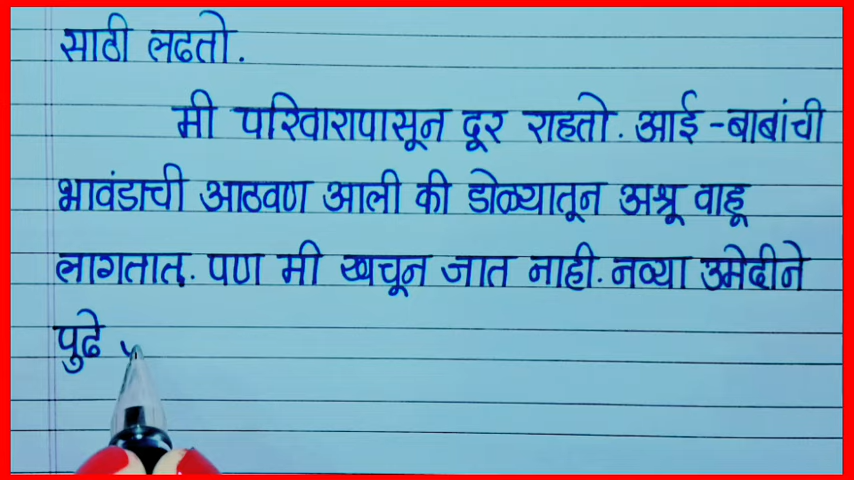 साठी लढतो.
मी परिवारापासून दूर राहतो. आई-बाबांची
भावंडाची आठवण आली की डोळ्यातून अश्रू वाहू
लागतात. पण मी खचून जात नाही. नव्या उमेदीने
पुढे